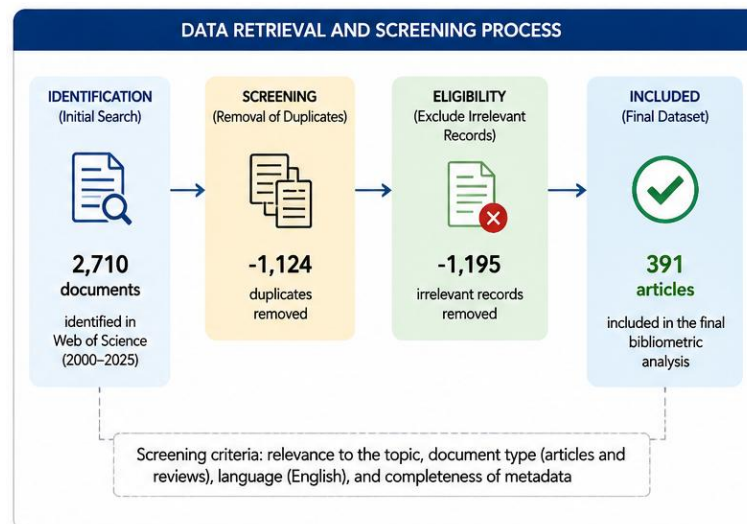 DATA RETRIEVAL AND SCREENING PROCESS
IDENTIFICATION
(Initial Search)
2,710
documents
identified in
Web of Science
(2000–2025)
SCREENING
(Removal of Duplicates)
-1,124
duplicates
removed
ELIGIBILITY
(Exclude Irrelevant
Records)
-1,195
irrelevant records
removed
INCLUDED
(Final Dataset)
391
articles
included in the final
bibliometric
analysis
Screening criteria: relevance to the topic, document type (articles and
reviews), language (English), and completeness of metadata